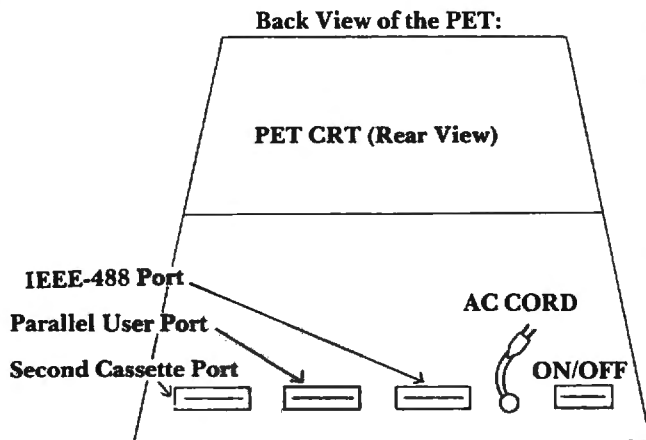 Back View of the PET:
PET CRT (Rear View)
IEEE-488 Port
AC CORD
Parallel User Port
Second Cassette Port
ON/OFF